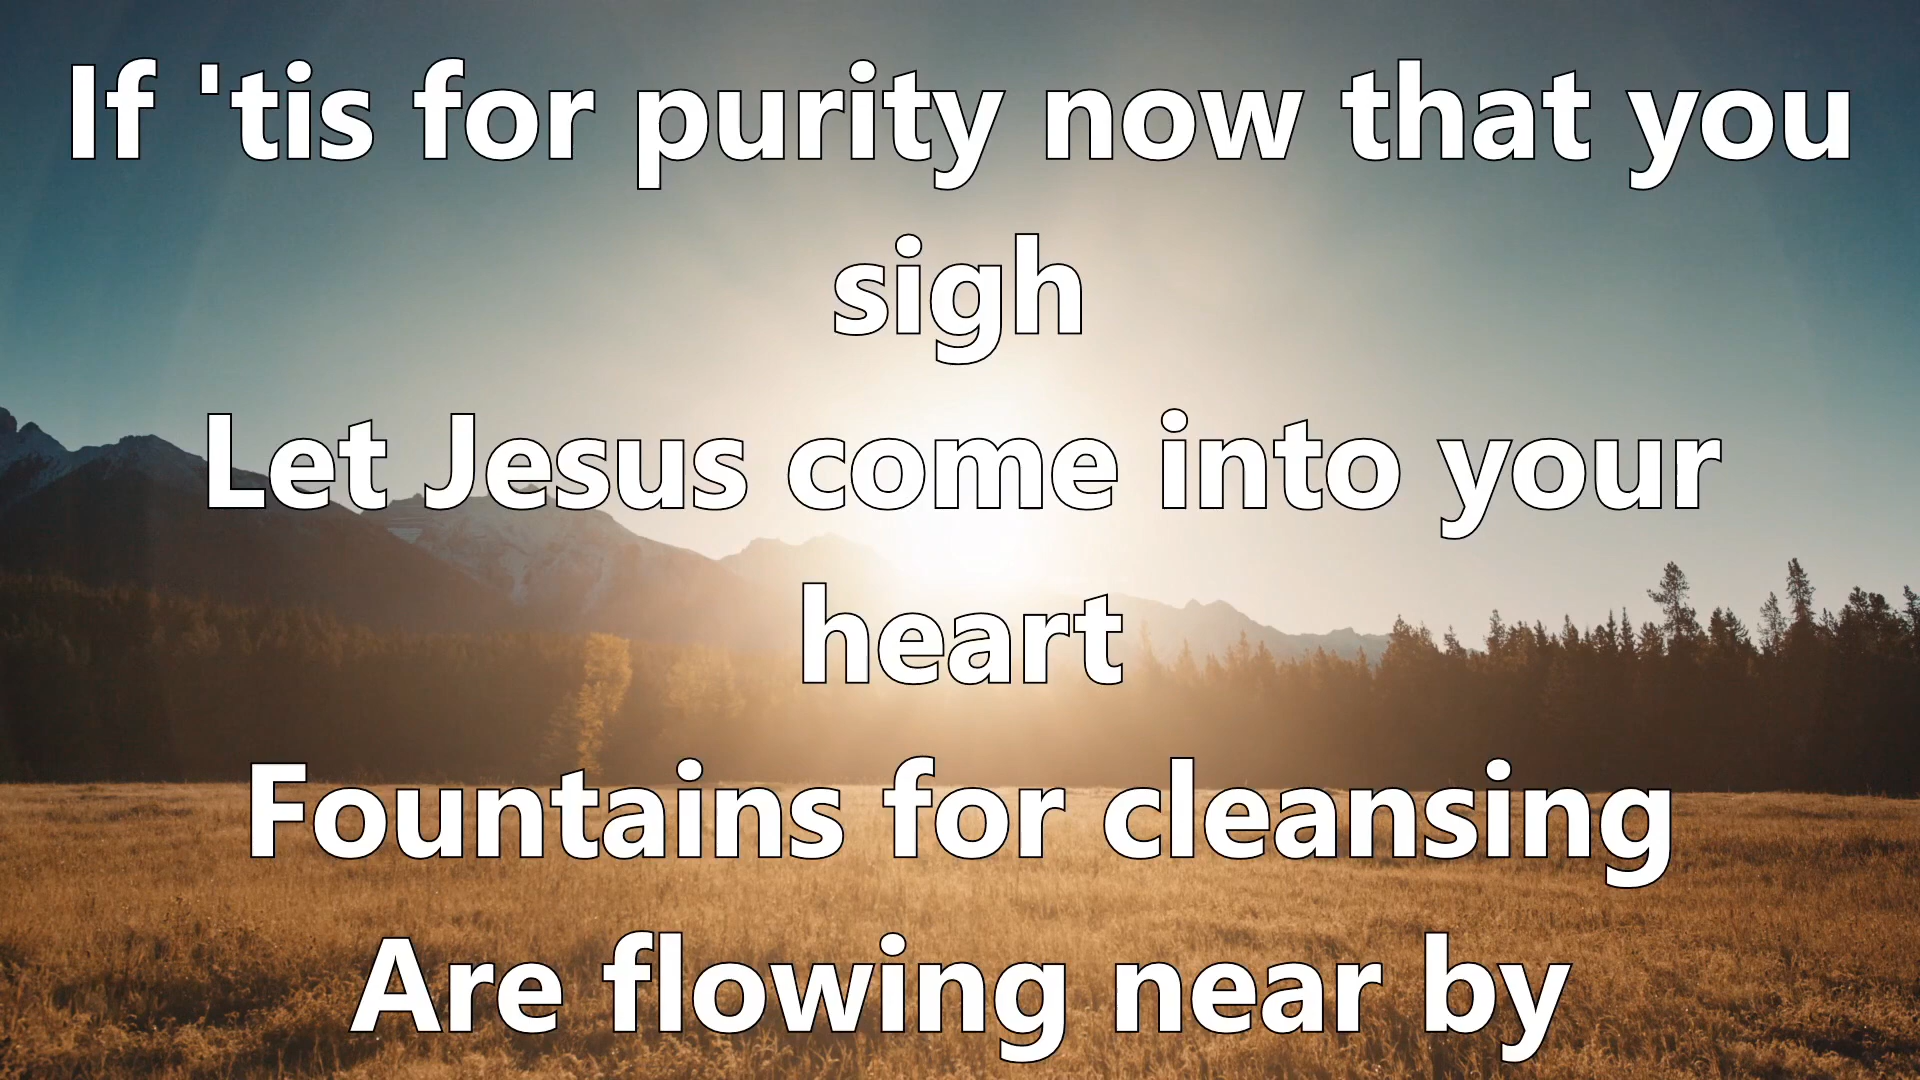 If 'tis for purity now that you
sigh
Let Jesus come into your
heart
Fountains for cleansing
Are flowing near by